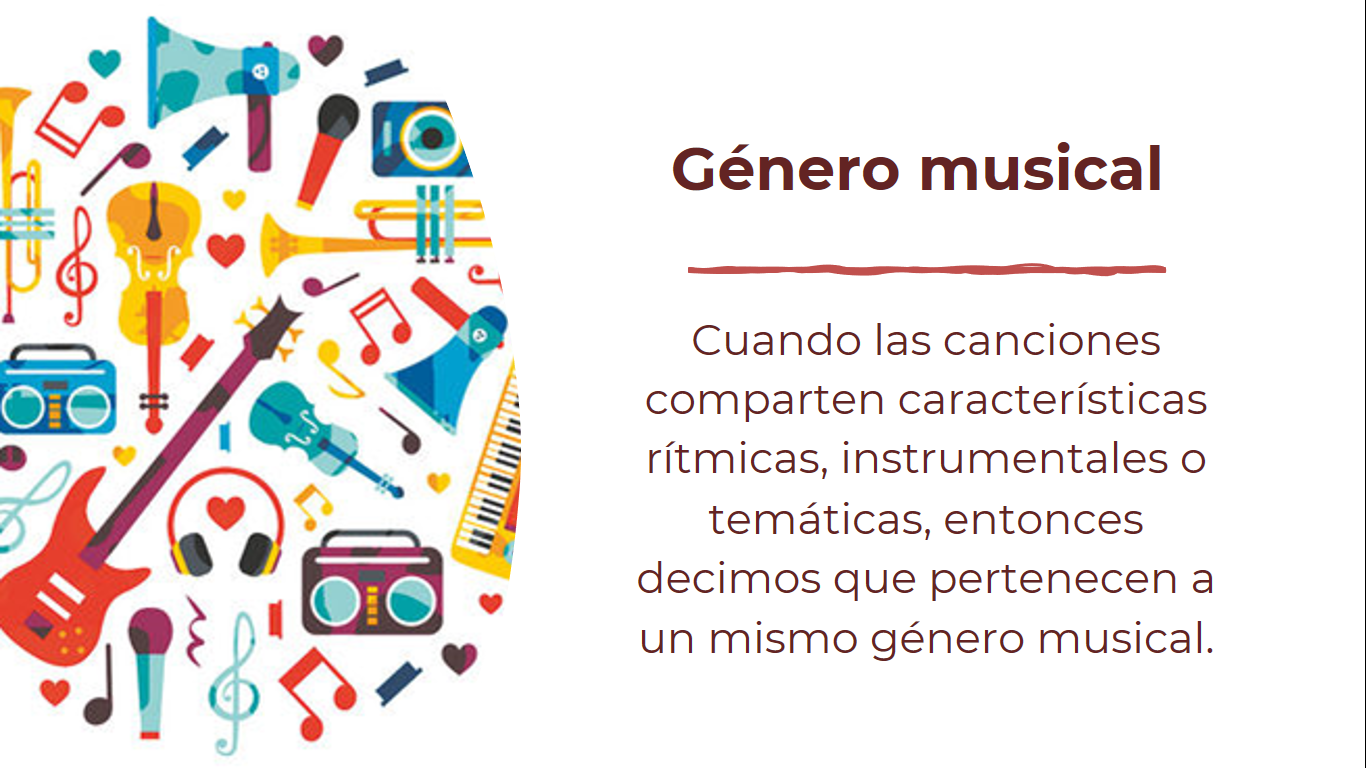 Género musical
Cuando las canciones
comparten características
rítmicas, instrumentales o
temáticas, entonces
decimos que pertenecen a
un mismo género musical.